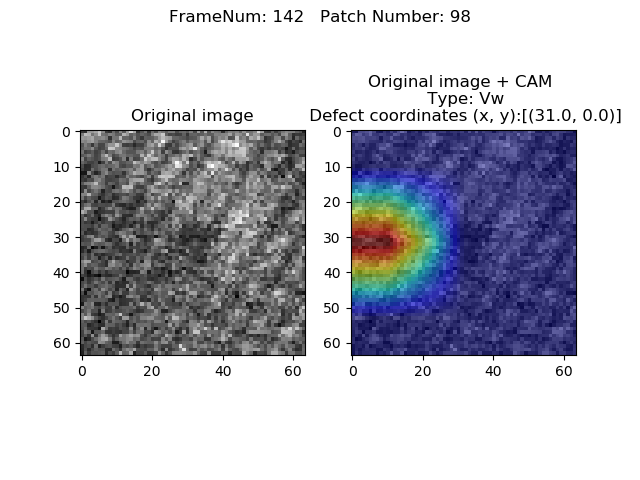 FrameNum: 142   Patch Number: 98
Original image
Original image + CAM
Type: Vw
Defect coordinates (x, y):[(31.0, 0.0)]
0
10
20
30
40
50
60
0 20 40 60
0
10
20
30
40
50
60
0 20 40 60